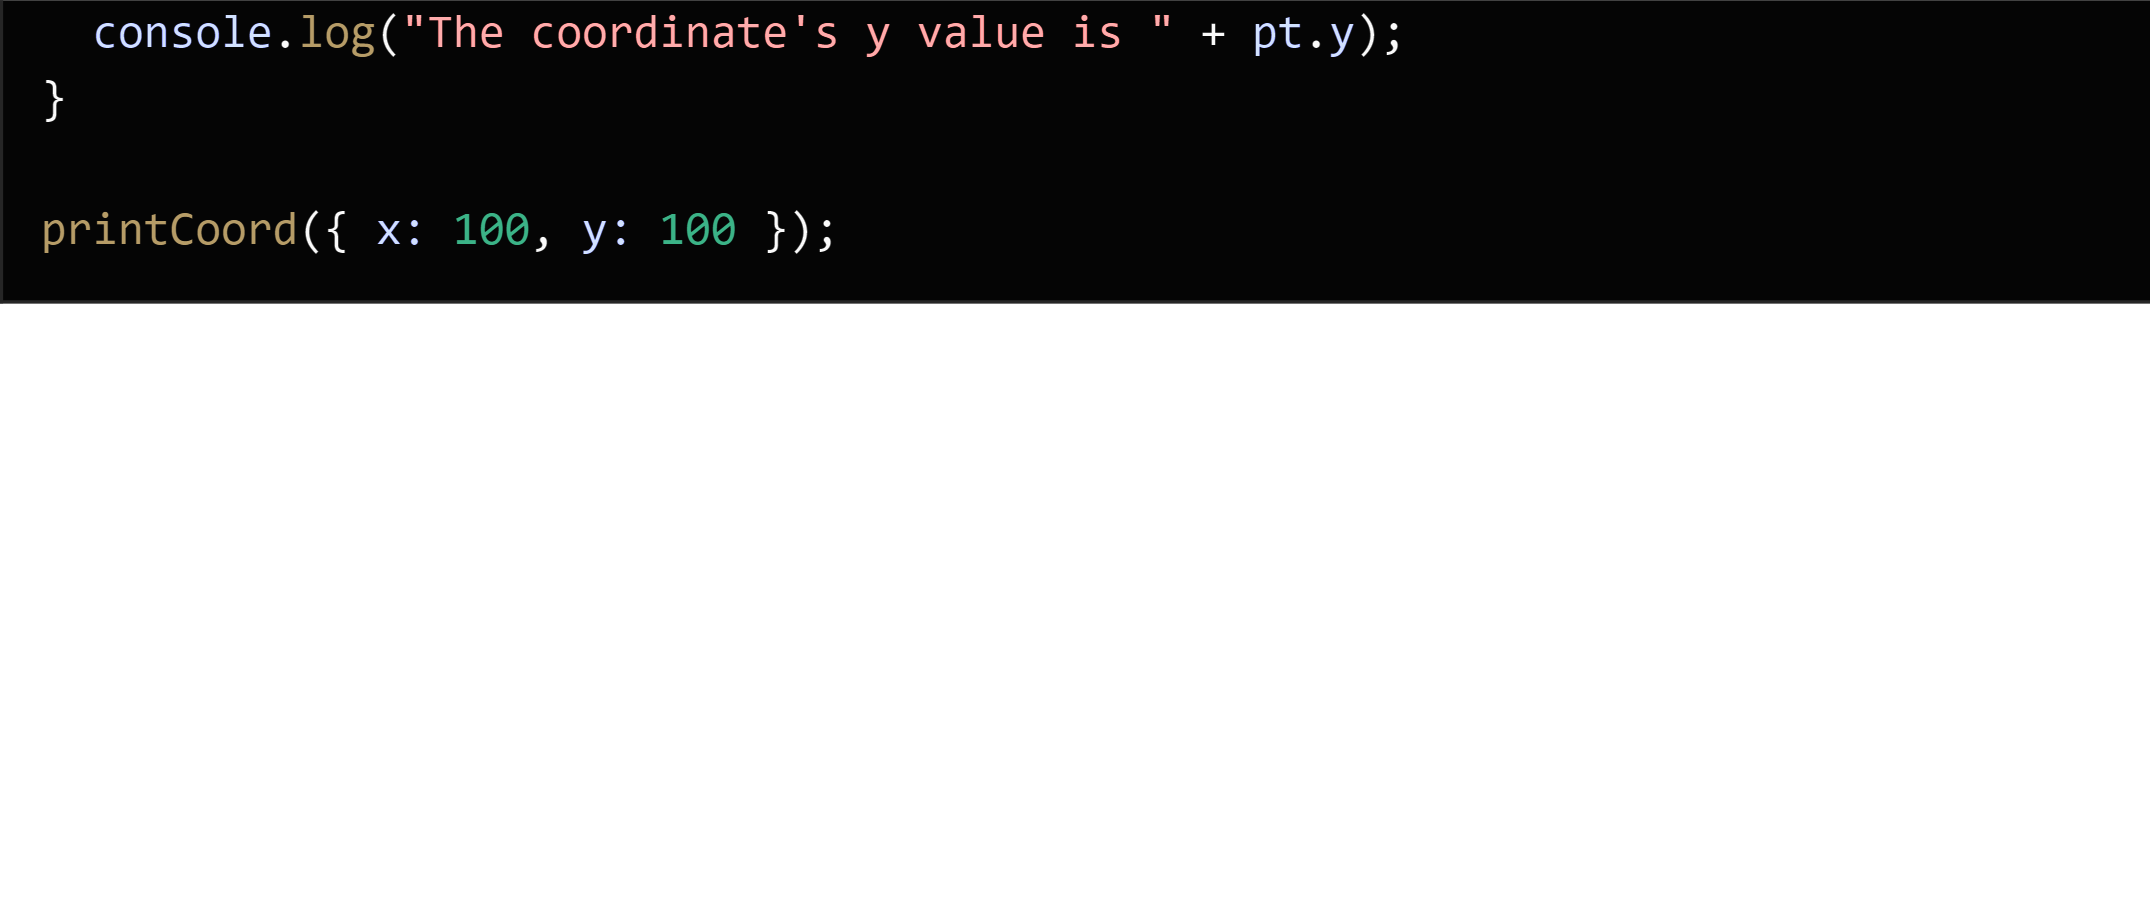 console.log("The coordinate's y value is " + pt.y);
}
printCoord({ x: 100, y: 100 });